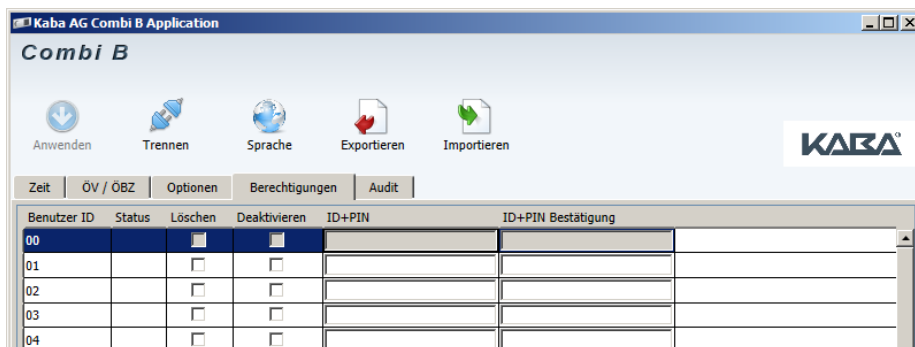 Kaba AG Combi B Application
Combi B
Anwenden Trennen Sprache Exportieren Importieren
KABA®
Zeit ÖV / ÖBZ Optionen Berechtigungen Audit
Benutzer ID Status Löschen Deaktivieren ID+PIN ID+PIN Bestätigung
00
01
02
03
04